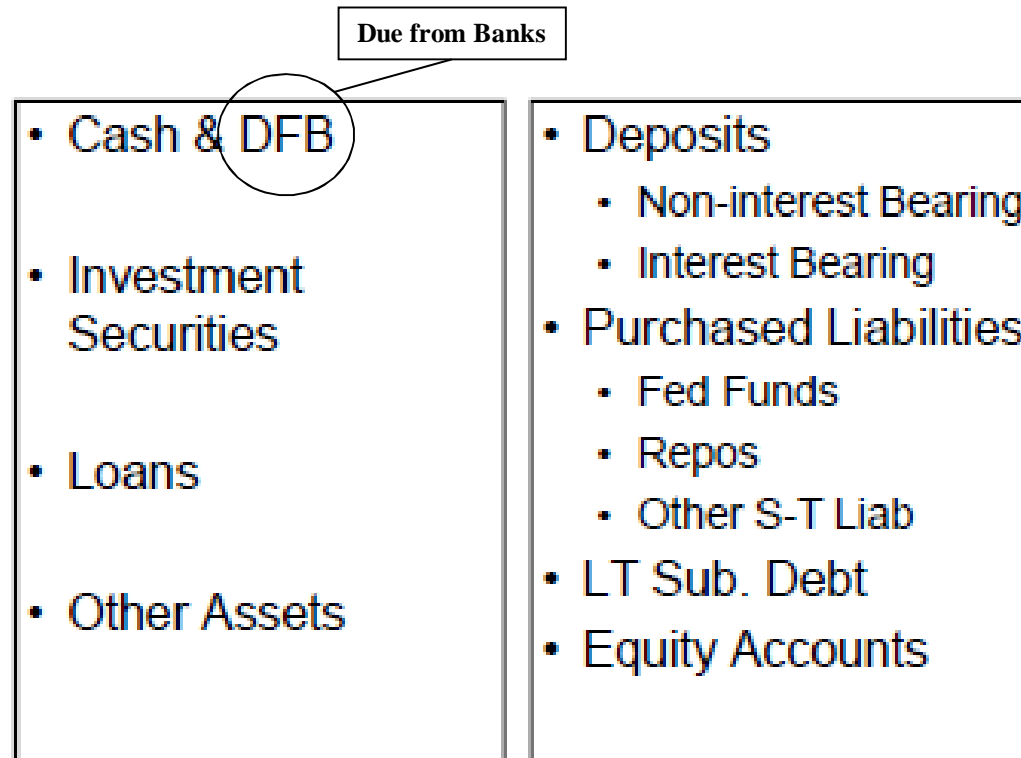 Due from Banks
• Cash & DFB
• Investment
Securities
• Loans
• Other Assets
• Deposits
• Non-interest Bearing
• Interest Bearing
• Purchased Liabilities
• Fed Funds
• Repos
• Other S-T Liab
• LT Sub. Debt
• Equity Accounts